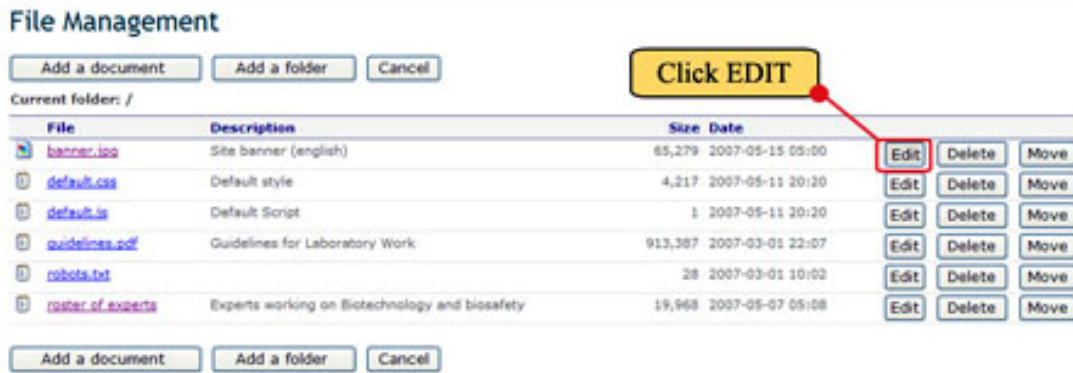 File Management
Add a document Add a folder Cancel
Click EDIT
Current folder: /
File Description Size Date
banner.jpg Site banner (english) 65,279 2007-05-15 05:00 Edit Delete Move
default.css Default style 4,217 2007-05-11 20:20 Edit Delete Move
default.js Default Script 1 2007-05-11 20:20 Edit Delete Move
guidelines.pdf Guidelines for Laboratory Work 913,387 2007-03-01 22:07 Edit Delete Move
robots.txt 28 2007-03-01 10:02 Edit Delete Move
roster of experts Experts working on Biotechnology and biosafety 19,968 2007-05-07 05:08 Edit Delete Move
Add a document Add a folder Cancel